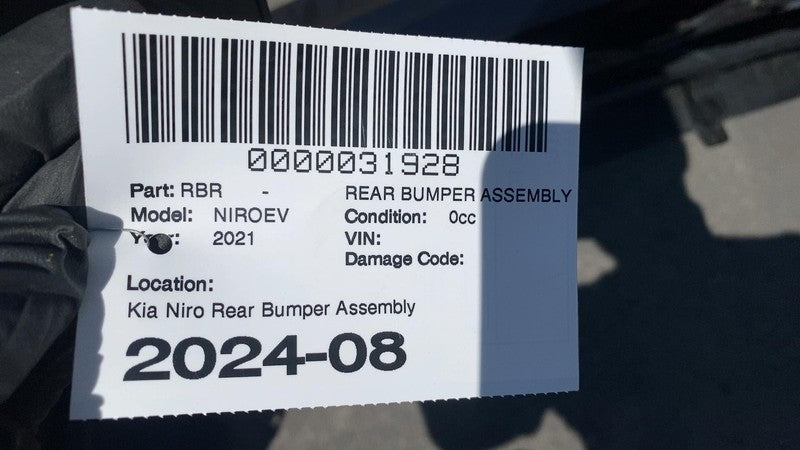 0000031928
Part: RBR - REAR BUMPER ASSEMBLY
Model: NIROEV Condition: 0cc
2021 VIN:
Damage Code:
Location:
Kia Niro Rear Bumper Assembly
2024-08